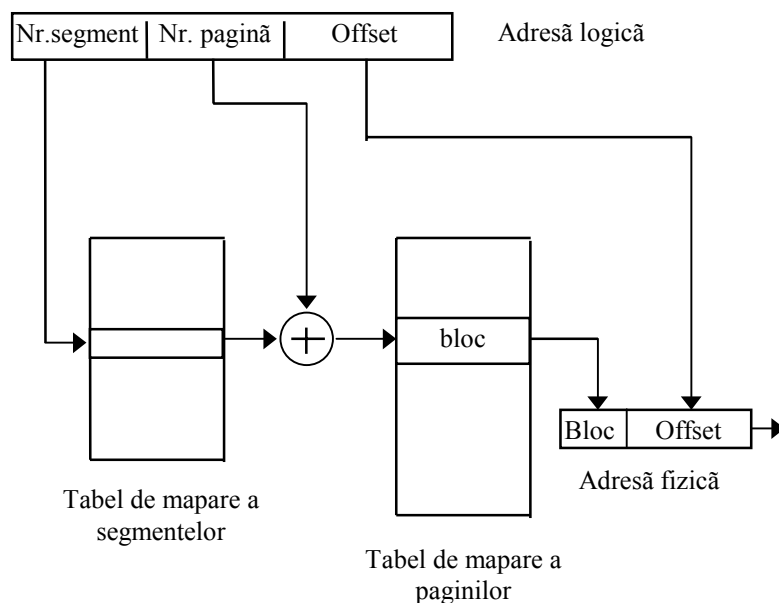 Nr.segment Nr. paginã Offset Adresã logicã
bloc
Bloc Offset
Adresã fizicã
Tabel de mapare a
segmentelor
Tabel de mapare a
paginilor